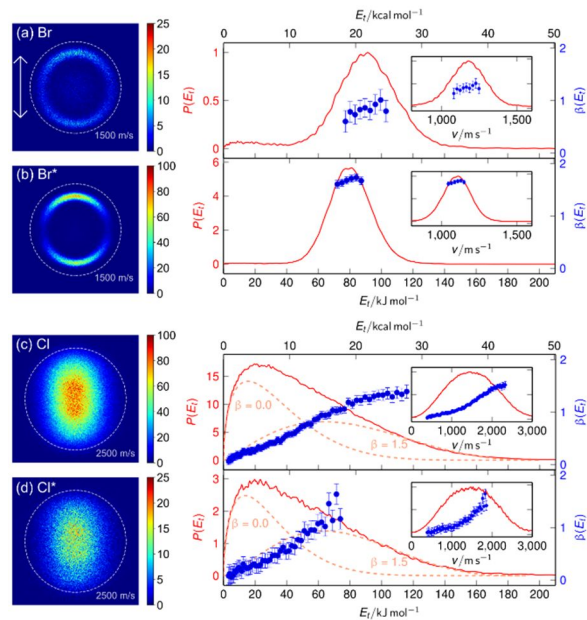 E_t/kcal mol⁻¹
0 10 20 30 40 50
(a) Br
1500 m/s
25
20
15
10
5
0
P(E_t)
1
0.5
0
1,000 1,500
v/m s⁻¹
2
1
0
β(E_t)
(b) Br*
1500 m/s
100
80
60
40
20
0
P(E_t)
6
4
2
0
1,000 1,500
v/m s⁻¹
2
1
0
0 20 40 60 80 100 120 140 160 180 200
E_t/kJ mol⁻¹
E_t/kcal mol⁻¹
0 10 20 30 40 50
(c) Cl
2500 m/s
100
80
60
40
20
0
P(E_t)
15
10
5
0
β = 0.0
β = 1.5
0 1,000 2,000 3,000
v/m s⁻¹
2
1
0
β(E_t)
(d) Cl*
2500 m/s
25
20
15
10
5
0
P(E_t)
3
2
1
0
β = 0.0
β = 1.5
0 1,000 2,000 3,000
v/m s⁻¹
2
1
0
β(E_t)
0 20 40 60 80 100 120 140 160 180 200
E_t/kJ mol⁻¹